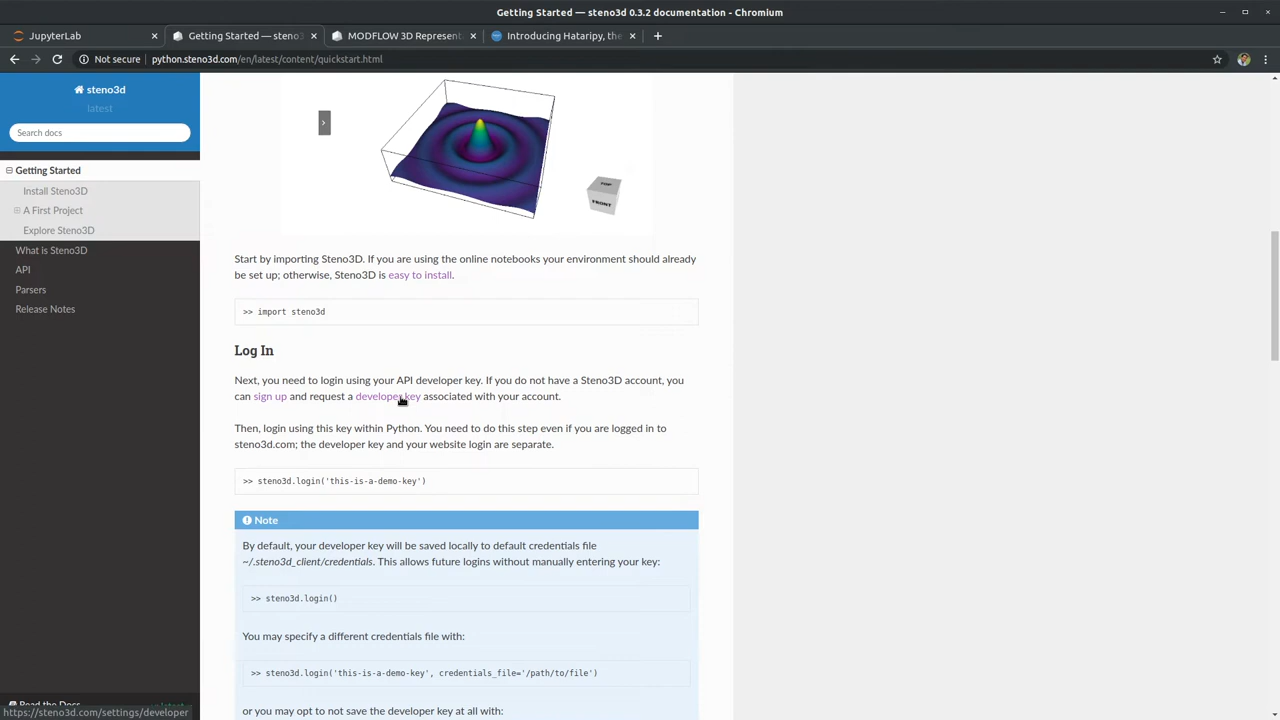 Getting Started — steno3d 0.3.2 documentation - Chromium
JupyterLab
Getting Started — steno3
MODFLOW 3D Represent
Introducing Hataripy, the
Not secure
python.steno3d.com/en/latest/content/quickstart.html
steno3d
latest
Search docs
Getting Started
Install Steno3D
A First Project
Explore Steno3D
What is Steno3D
API
Parsers
Release Notes
TOP
FRONT
Start by importing Steno3D. If you are using the online notebooks your environment should already
be set up; otherwise, Steno3D is easy to install.
>> import steno3d
Log In
Next, you need to login using your API developer key. If you do not have a Steno3D account, you
can sign up and request a developer key associated with your account.
Then, login using this key within Python. You need to do this step even if you are logged in to
steno3d.com; the developer key and your website login are separate.
>> steno3d.login('this-is-a-demo-key')
Note
By default, your developer key will be saved locally to default credentials file
~/.steno3d_client/credentials. This allows future logins without manually entering your key:
>> steno3d.login()
You may specify a different credentials file with:
>> steno3d.login('this-is-a-demo-key', credentials_file='/path/to/file')
or you may opt to not save the developer key at all with:
Read the Docs
https://steno3d.com/settings/developer